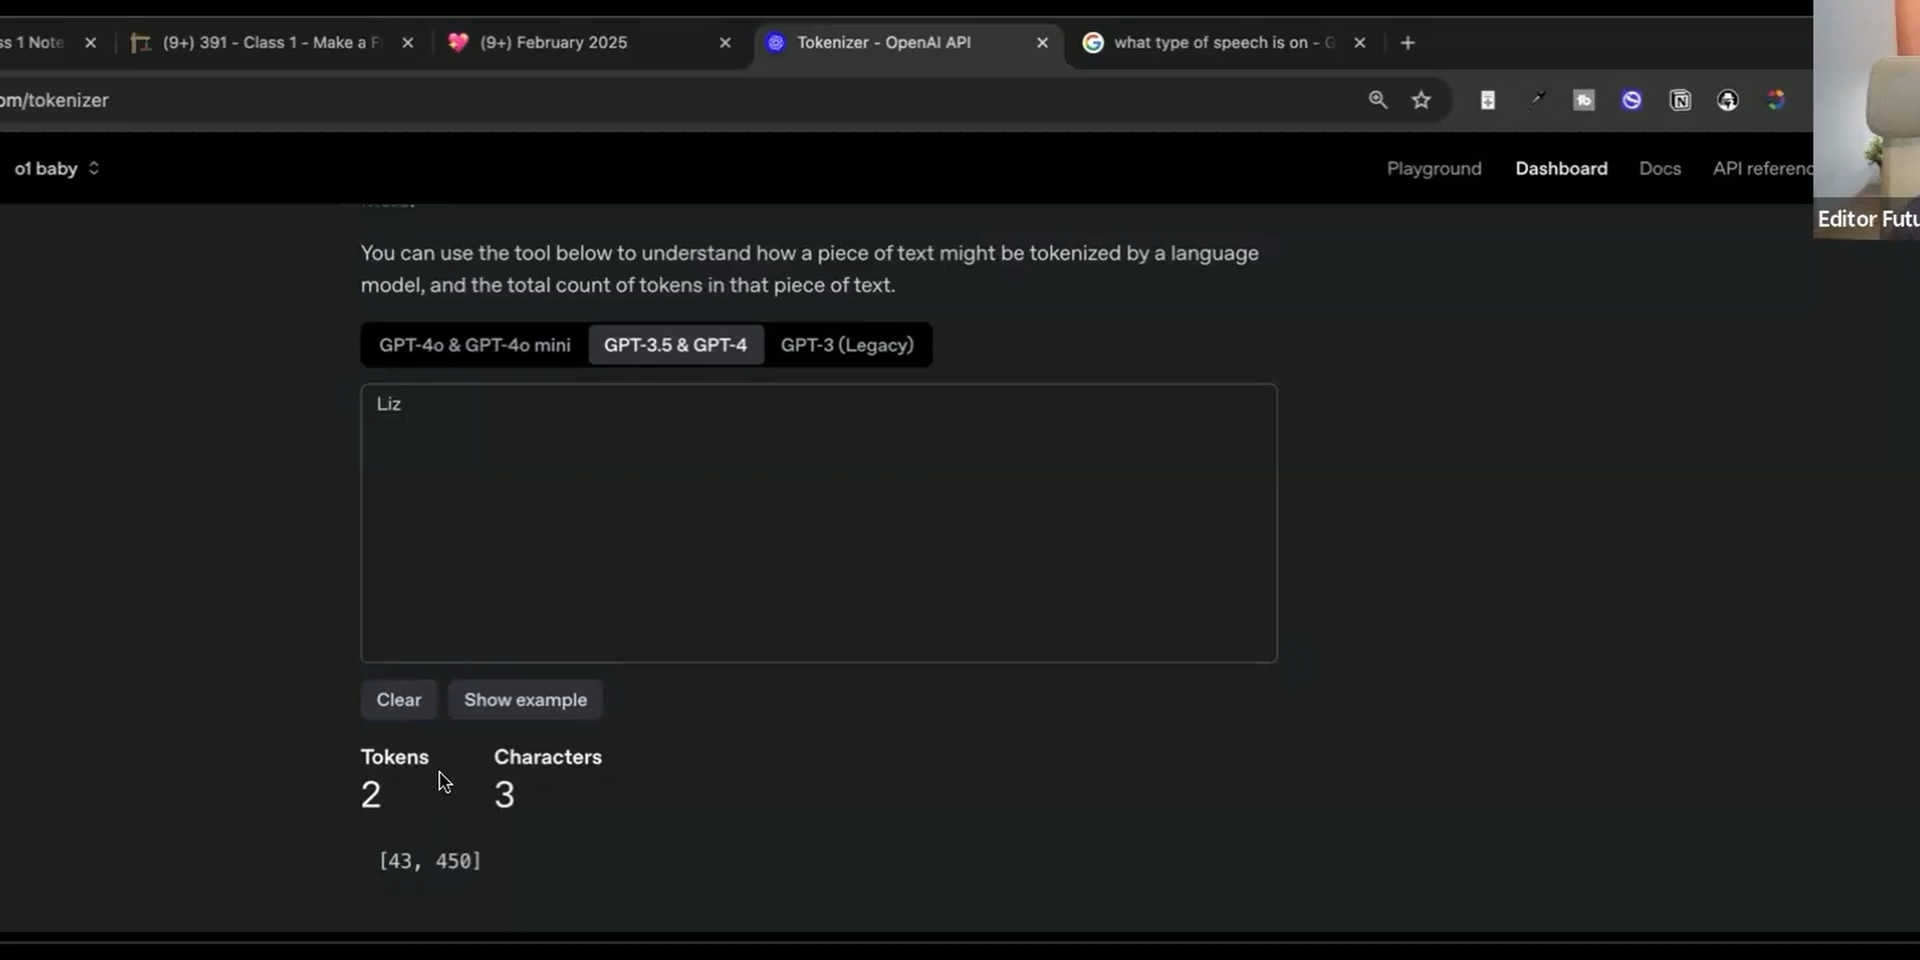 ss 1 Note
(9+) 391 - Class 1 - Make a Fi
(9+) February 2025
Tokenizer - OpenAI API
what type of speech is on - G
om/tokenizer
o1 baby
Playground
Dashboard
Docs
API referenc
Editor Futu
You can use the tool below to understand how a piece of text might be tokenized by a language
model, and the total count of tokens in that piece of text.
GPT-4o & GPT-4o mini
GPT-3.5 & GPT-4
GPT-3 (Legacy)
Liz
Clear
Show example
Tokens
Characters
2
3
[43, 450]